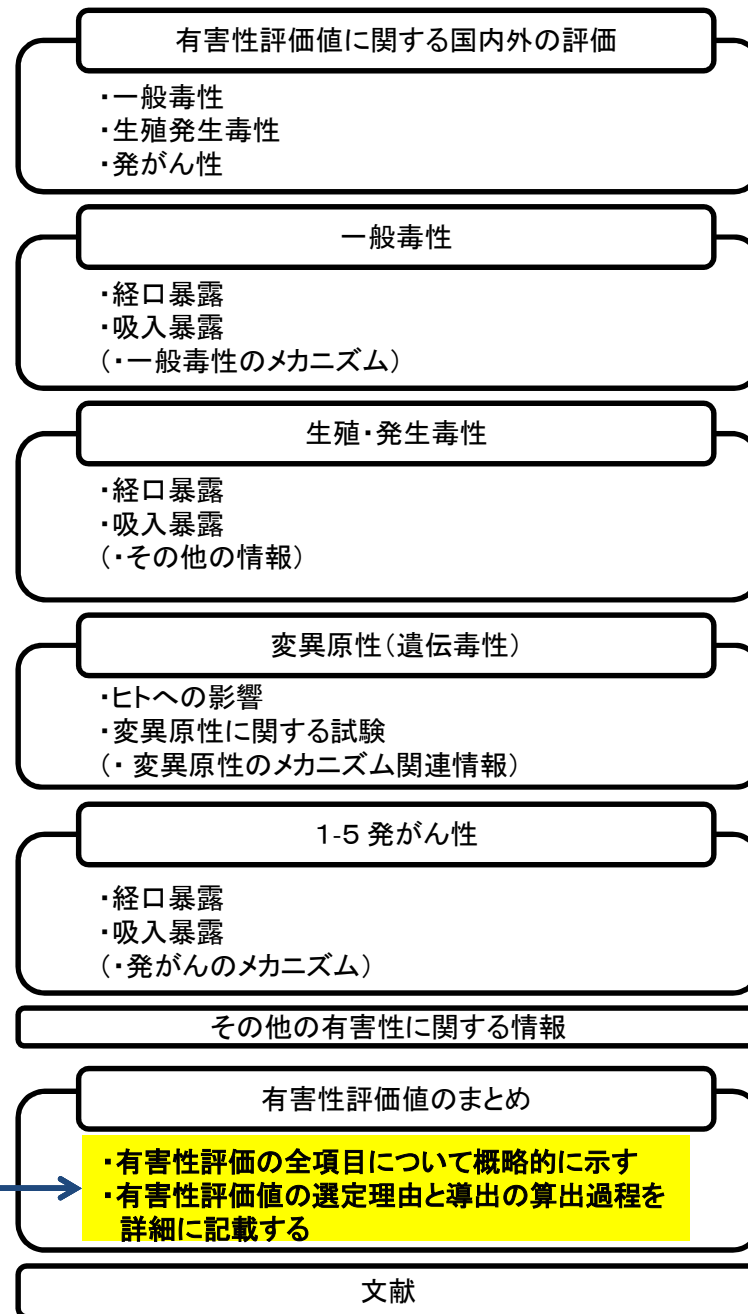 有害性評価値に関する国内外の評価
・一般毒性
・生殖発生毒性
・発がん性
一般毒性
・経口暴露
・吸入暴露
(・一般毒性のメカニズム)
生殖・発生毒性
・経口暴露
・吸入暴露
(・その他の情報)
変異原性(遺伝毒性)
・ヒトへの影響
・変異原性に関する試験
(・ 変異原性のメカニズム関連情報)
1-5 発がん性
・経口暴露
・吸入暴露
(・発がんのメカニズム)
その他の有害性に関する情報
有害性評価値のまとめ
・有害性評価の全項目について概略的に示す
・有害性評価値の選定理由と導出の算出過程を
詳細に記載する
文献